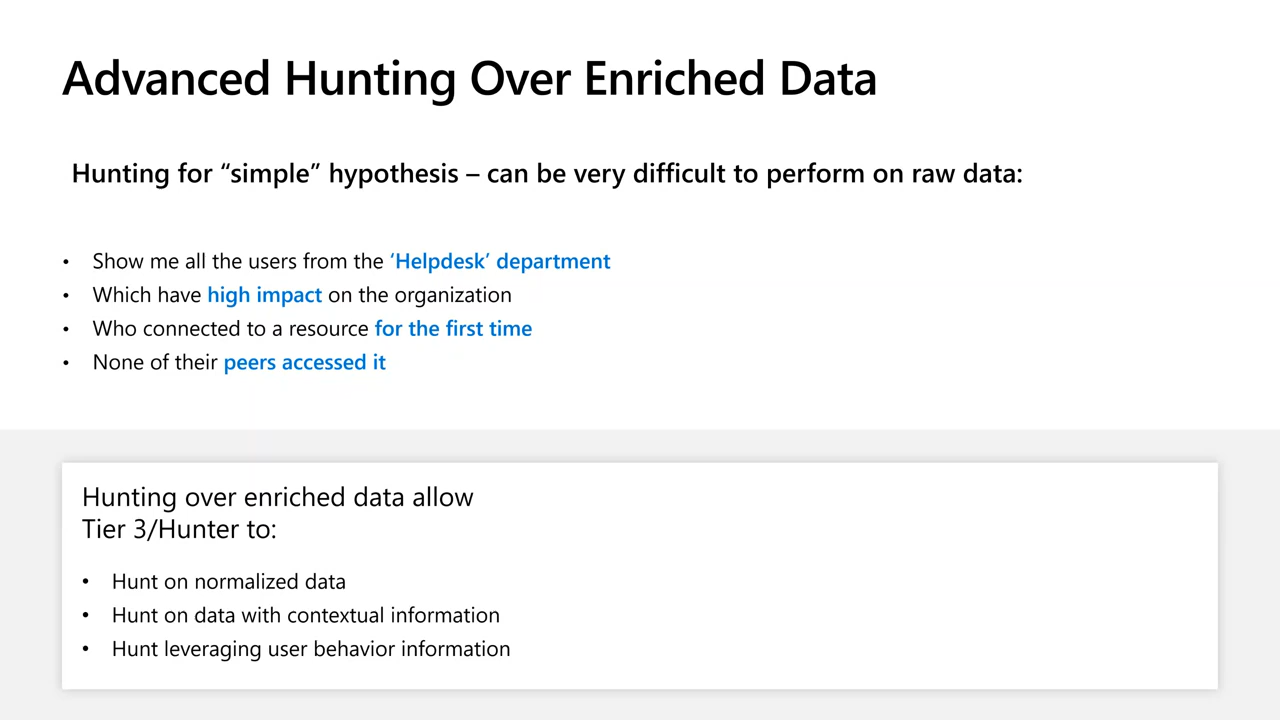 Advanced Hunting Over Enriched Data
Hunting for “simple” hypothesis – can be very difficult to perform on raw data:
• Show me all the users from the ‘Helpdesk’ department
• Which have high impact on the organization
• Who connected to a resource for the first time
• None of their peers accessed it
Hunting over enriched data allow
Tier 3/Hunter to:
• Hunt on normalized data
• Hunt on data with contextual information
• Hunt leveraging user behavior information